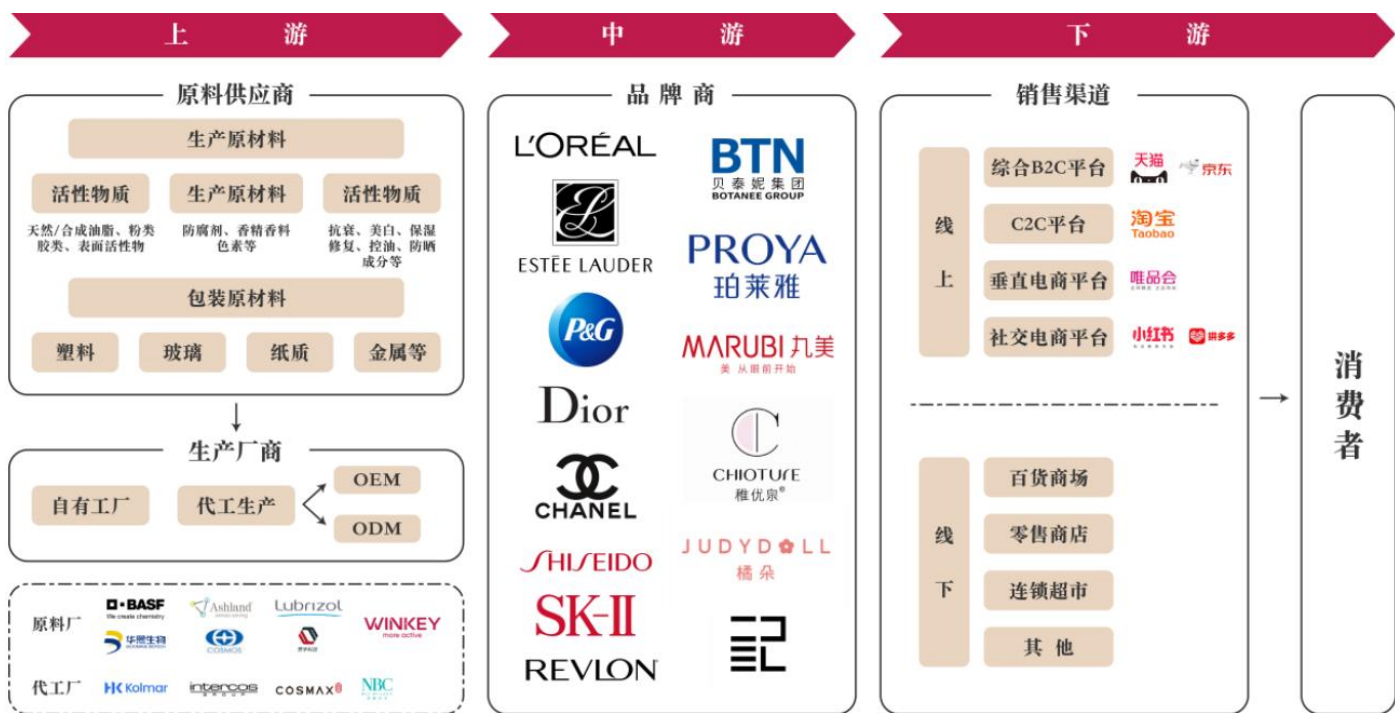 上游
中游
下游
原料供应商
生产原材料
活性物质
生产原材料
活性物质
天然/合成油脂、粉类
胶类、表面活性物
防腐剂、香精香料
色素等
抗衰、美白、保湿
修复、控油、防晒
成分等
包装原材料
塑料
玻璃
纸质
金属等
生产厂商
自有工厂
代工生产
OEM
ODM
原料厂
BASF
We create chemistry
Ashland
always solving
Lubrizol
WINKEY
more active
华熙生物
COSMOS
代工厂
HK Kolmar
intercos
GROUP
COSMAX
NBC
品牌商
L'ORÉAL
ESTĒE LAUDER
P&G
Dior
CHANEL
SHISEIDO
SK-II
REVLON
BTN
贝泰妮集团
BOTANEE GROUP
PROYA
珀莱雅
MARUBI 丸美
美 从眼前开始
CHIOTURE
稚优泉®
JUDYDOLL
橘朵
销售渠道
线上
综合B2C平台
天猫
京东
C2C平台
淘宝
Taobao
垂直电商平台
唯品会
社交电商平台
小红书
拼多多
线下
百货商场
零售商店
连锁超市
其他
消费者